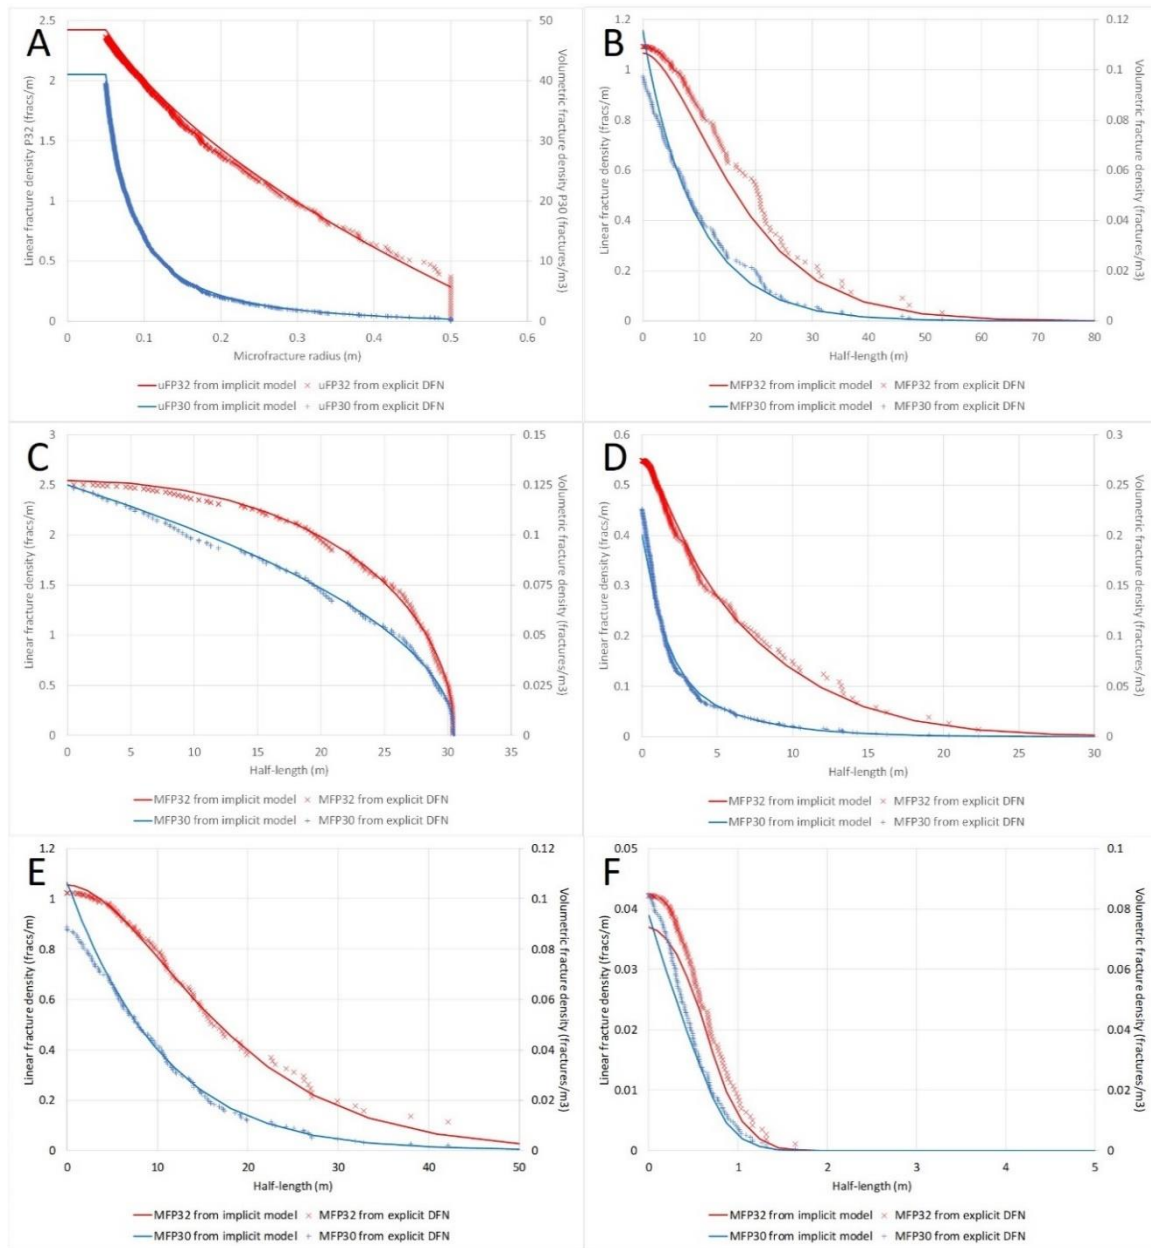 A
2.5
2
1.5
1
0.5
0
50
40
30
20
10
0
0
0.1
0.2
0.3
0.4
0.5
0.6
Linear fracture density P32 (fracs/m)
Volumetric fracture density P30 (fractures/m3)
Microfracture radius (m)
uFP32 from implicit model
uFP32 from explicit DFN
uFP30 from implicit model
uFP30 from explicit DFN
B
1.2
1
0.8
0.6
0.4
0.2
0
0.12
0.1
0.08
0.06
0.04
0.02
0
0
10
20
30
40
50
60
70
80
Linear fracture density (fracs/m)
Volumetric fracture density (fractures/m3)
Half-length (m)
MFP32 from implicit model
MFP32 from explicit DFN
MFP30 from implicit model
MFP30 from explicit DFN
C
3
2.5
2
1.5
1
0.5
0
0.15
0.125
0.1
0.075
0.05
0.025
0
0
5
10
15
20
25
30
35
Linear fracture density (fracs/m)
Volumetric fracture density (fractures/m3)
Half-length (m)
MFP32 from implicit model
MFP32 from explicit DFN
MFP30 from implicit model
MFP30 from explicit DFN
D
0.6
0.5
0.4
0.3
0.2
0.1
0
0.3
0.25
0.2
0.15
0.1
0.05
0
0
5
10
15
20
25
30
Linear fracture density (fracs/m)
Volumetric fracture density (fractures/m3)
Half-length (m)
MFP32 from implicit model
MFP32 from explicit DFN
MFP30 from implicit model
MFP30 from explicit DFN
E
1.2
1
0.8
0.6
0.4
0.2
0
0.12
0.1
0.08
0.06
0.04
0.02
0
0
10
20
30
40
50
Linear fracture density (fracs/m)
Volumetric fracture density (fractures/m3)
Half-length (m)
MFP32 from implicit model
MFP32 from explicit DFN
MFP30 from implicit model
MFP30 from explicit DFN
F
0.05
0.04
0.03
0.02
0.01
0
0.1
0.08
0.06
0.04
0.02
0
0
1
2
3
4
5
Linear fracture density (fracs/m)
Volumetric fracture density (fractures/m3)
Half-length (m)
MFP32 from implicit model
MFP32 from explicit DFN
MFP30 from implicit model
MFP30 from explicit DFN